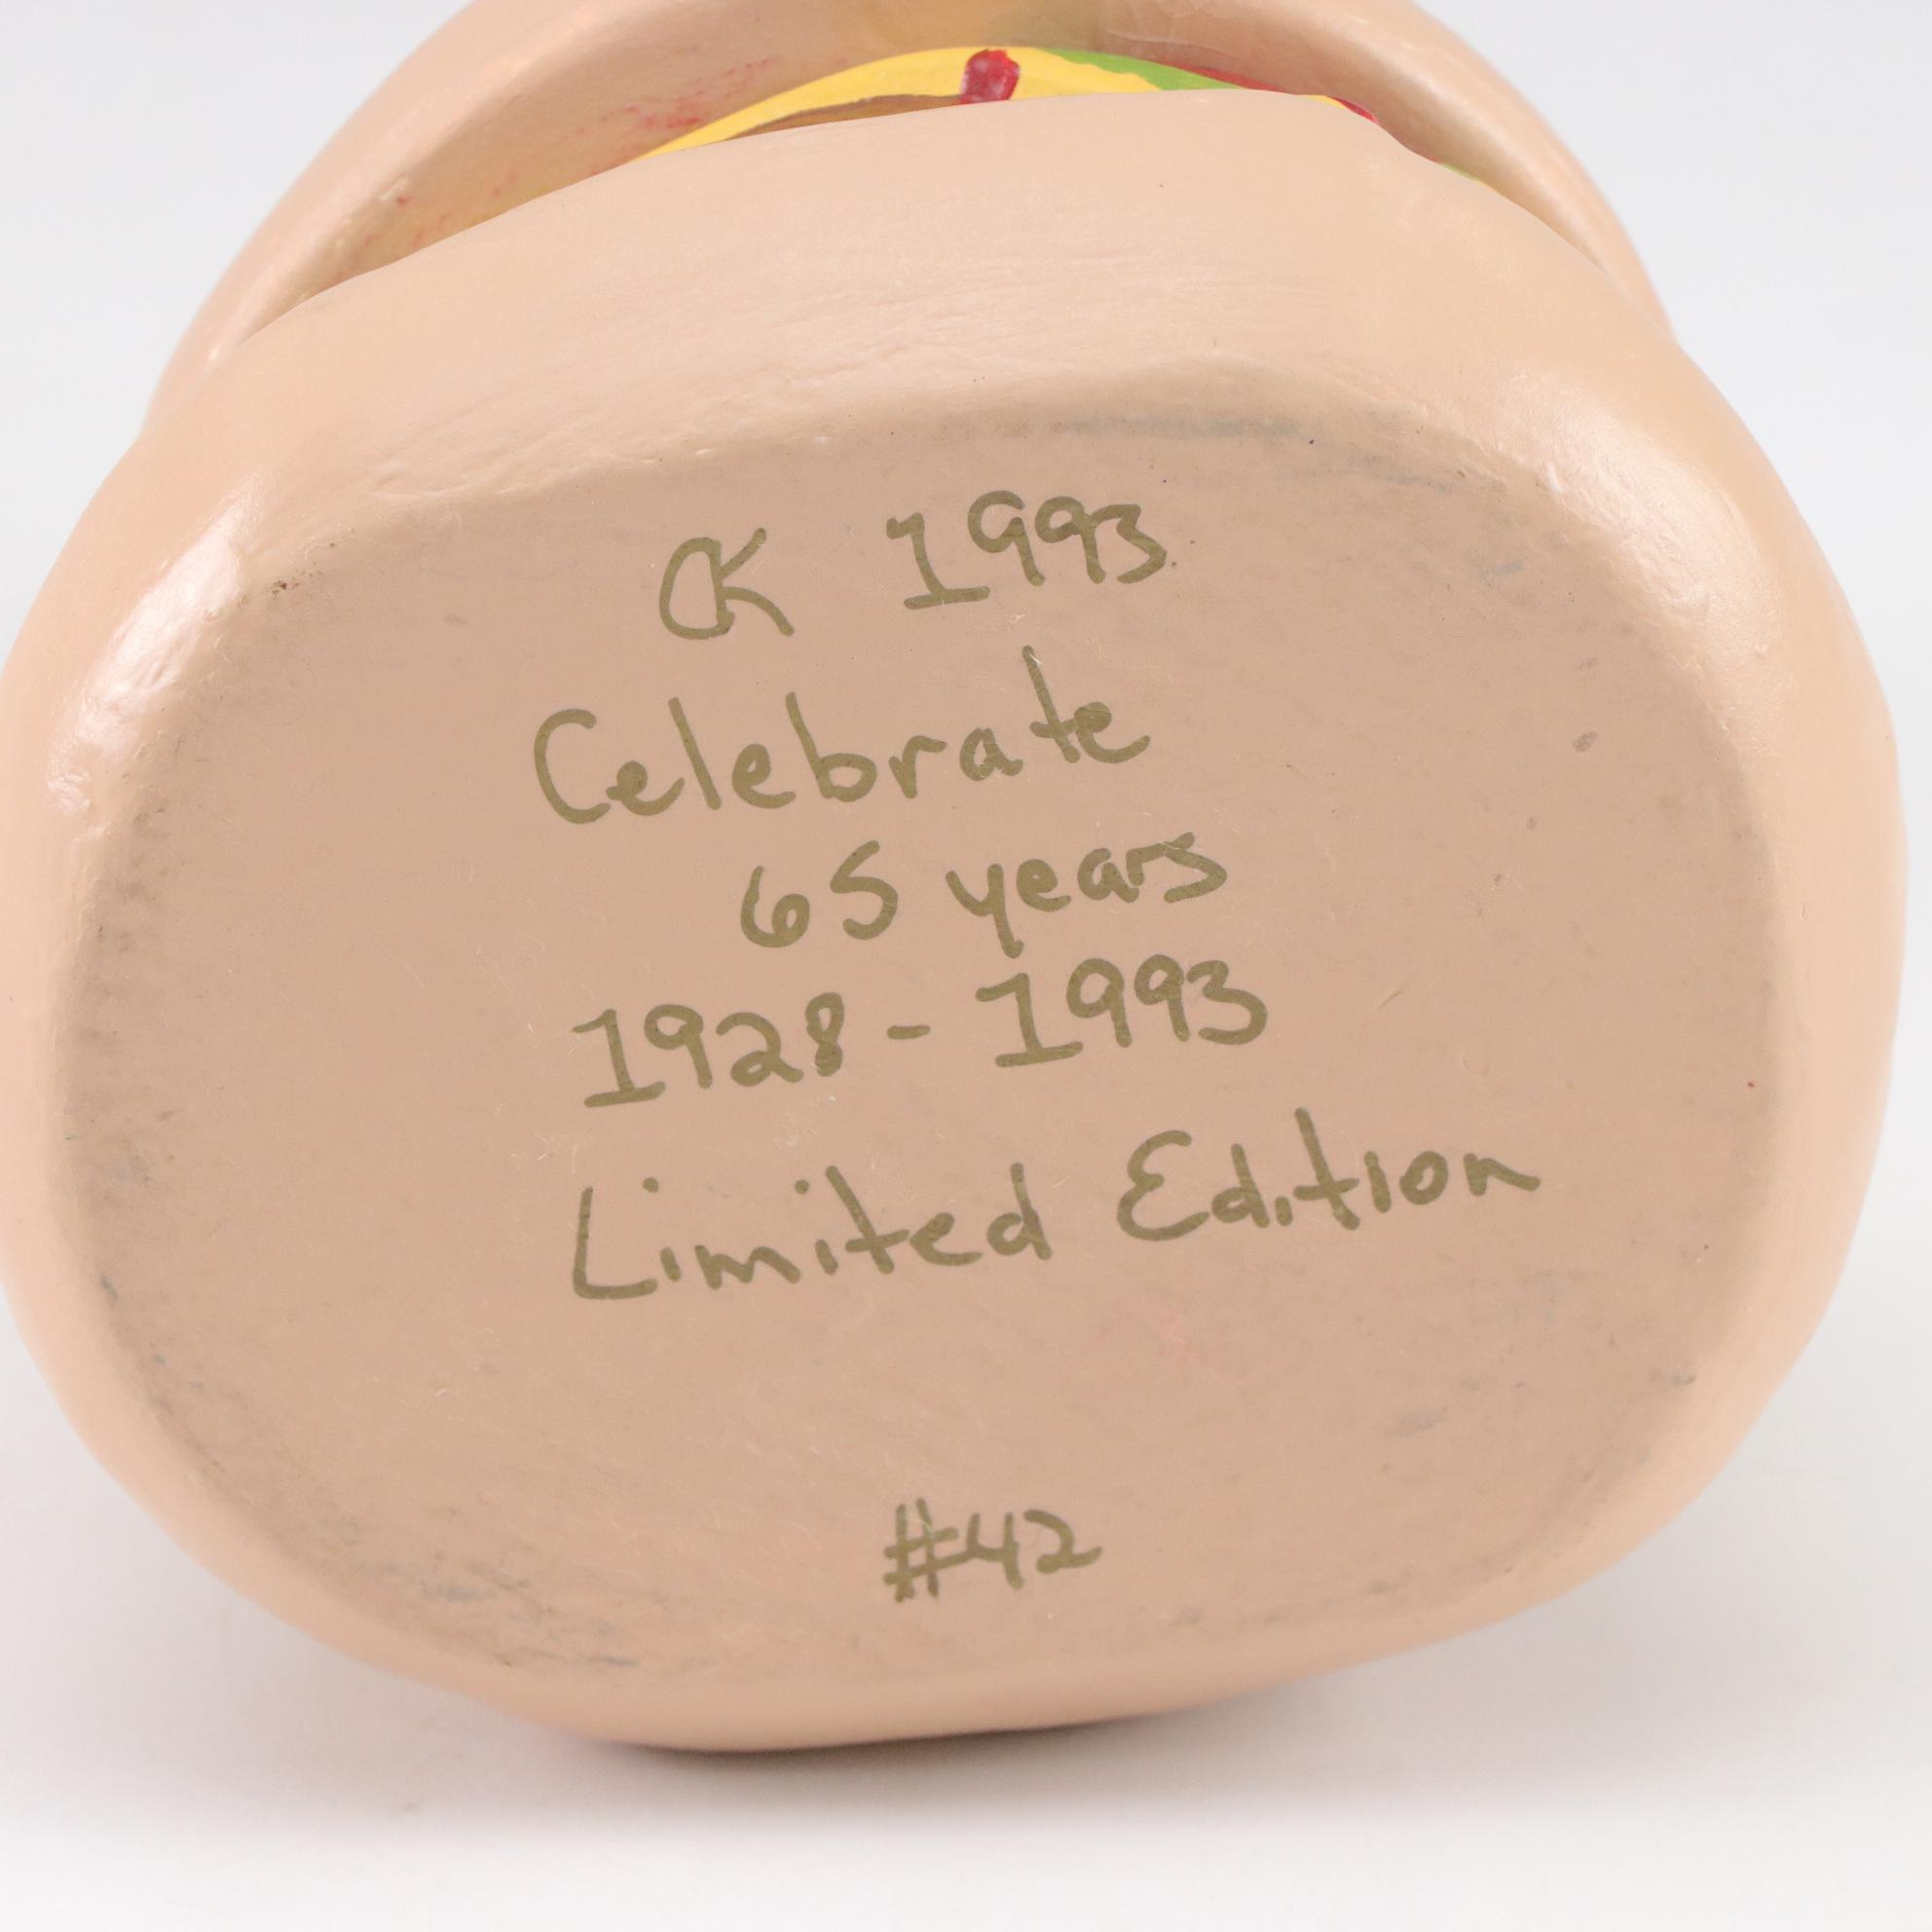 CK 1993
Celebrate
65 years
1928-1993
Limited Edition
#42